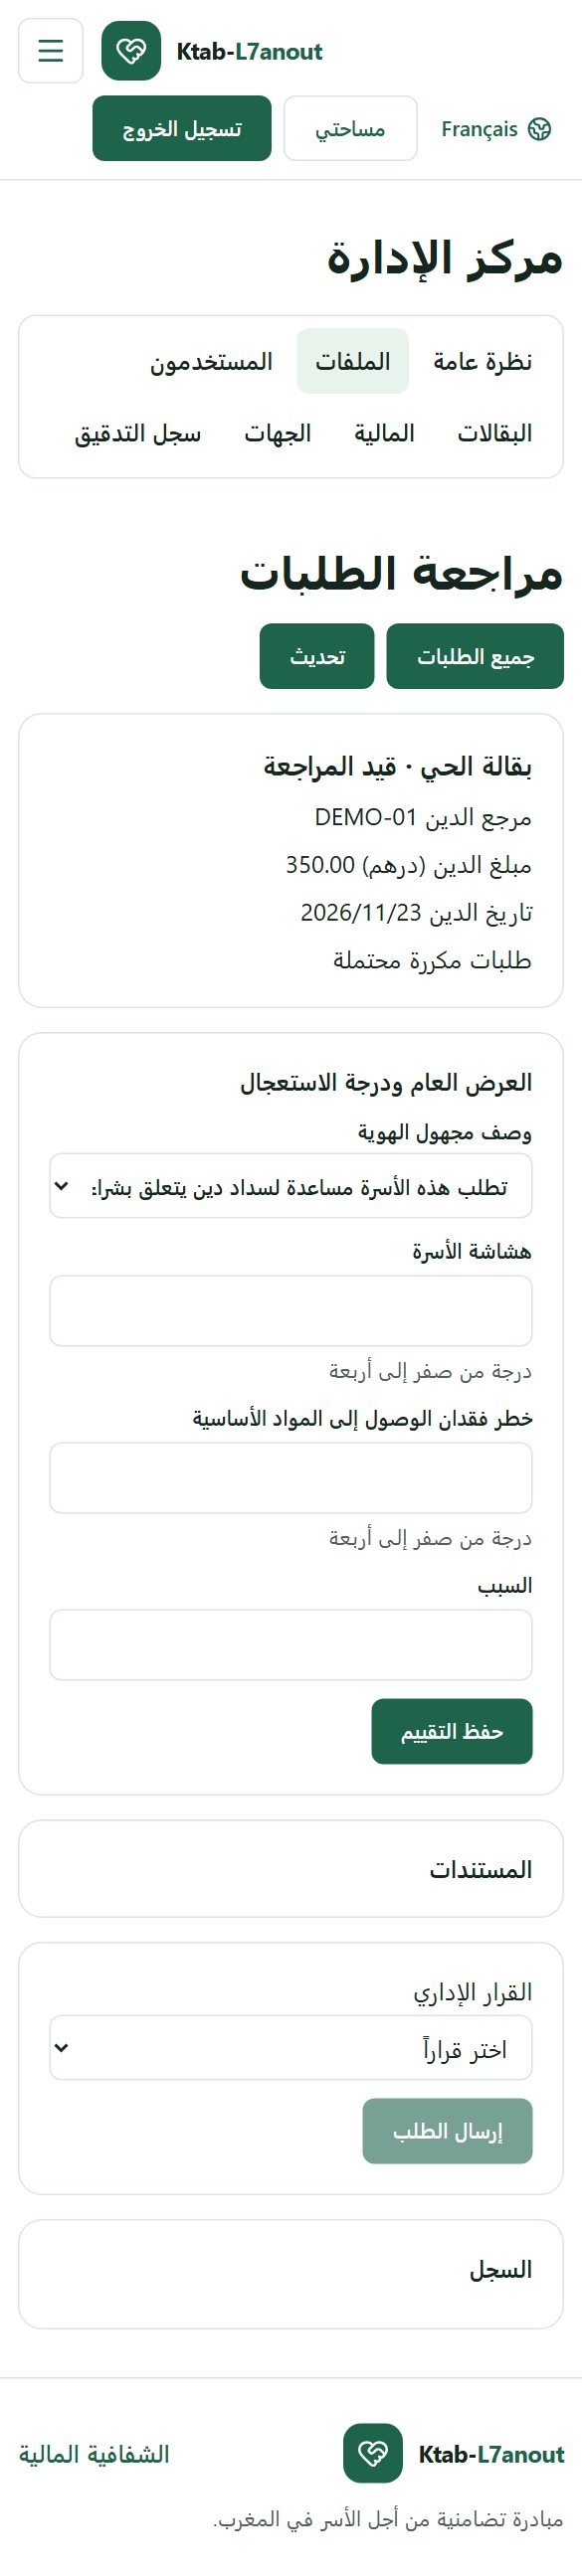 Ktab-L7anout
Français
مساحتي
تسجيل الخروج
مركز الإدارة
نظرة عامة
الملفات
المستخدمون
البقالات
المالية
الجهات
سجل التدقيق
مراجعة الطلبات
جميع الطلبات
تحديث
بقالة الحي · قيد المراجعة
مرجع الدين DEMO-01
مبلغ الدين (درهم) 350.00
تاريخ الدين 2026/11/23
طلبات مكررة محتملة
العرض العام ودرجة الاستعجال
وصف مجهول الهوية
تطلب هذه الأسرة مساعدة لسداد دين يتعلق بشرا
هشاشة الأسرة
درجة من صفر إلى أربعة
خطر فقدان الوصول إلى المواد الأساسية
درجة من صفر إلى أربعة
السبب
حفظ التقييم
المستندات
القرار الإداري
اختر قراراً
إرسال الطلب
السجل
Ktab-L7anout
الشفافية المالية
مبادرة تضامنية من أجل الأسر في المغرب.